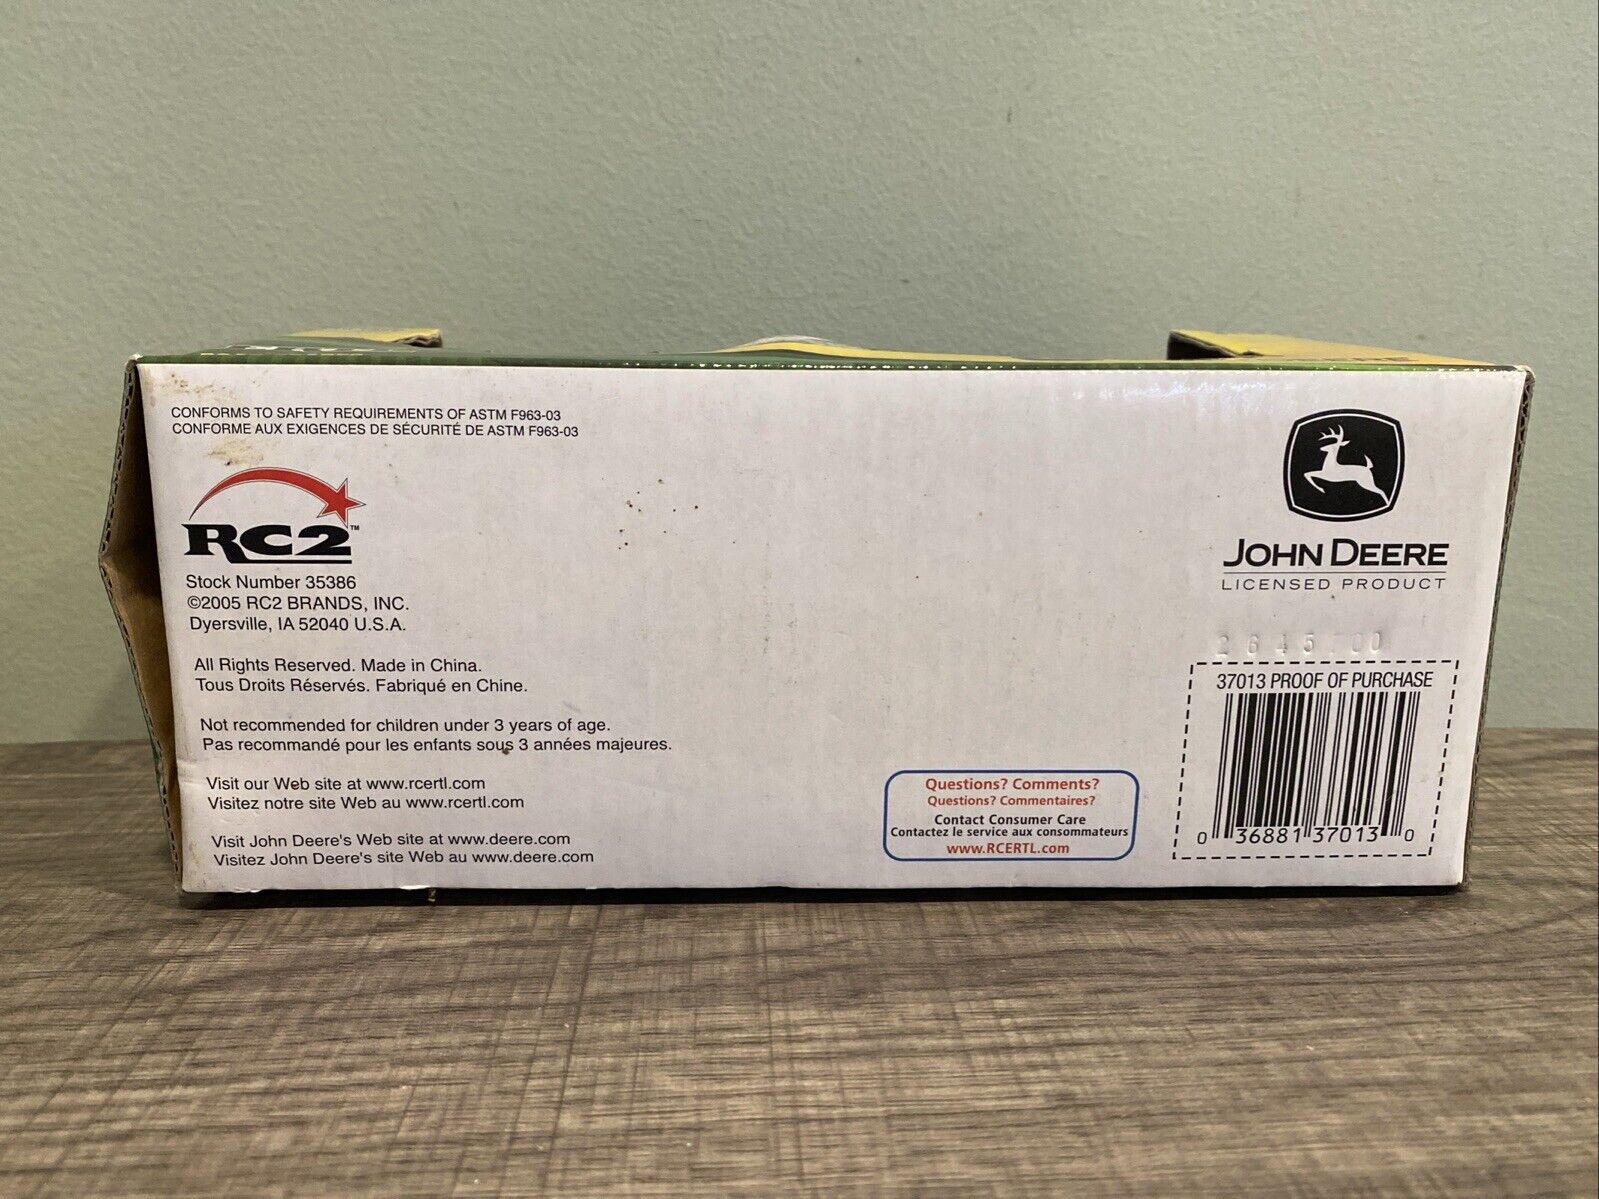 CONFORMS TO SAFETY REQUIREMENTS OF ASTM F963-03
CONFORME AUX EXIGENCES DE SÉCURITÉ DE ASTM F963-03
RC2™
Stock Number 35386
©2005 RC2 BRANDS, INC.
Dyersville, IA 52040 U.S.A.
All Rights Reserved. Made in China.
Tous Droits Réservés. Fabriqué en Chine.
Not recommended for children under 3 years of age.
Pas recommandé pour les enfants sous 3 années majeures.
Visit our Web site at www.rcertl.com
Visitez notre site Web au www.rcertl.com
Visit John Deere's Web site at www.deere.com
Visitez John Deere's site Web au www.deere.com
Questions? Comments?
Questions? Commentaires?
Contact Consumer Care
Contactez le service aux consommateurs
www.RCERTL.com
JOHN DEERE
LICENSED PRODUCT
2645.00
37013 PROOF OF PURCHASE
0 36881 37013 0